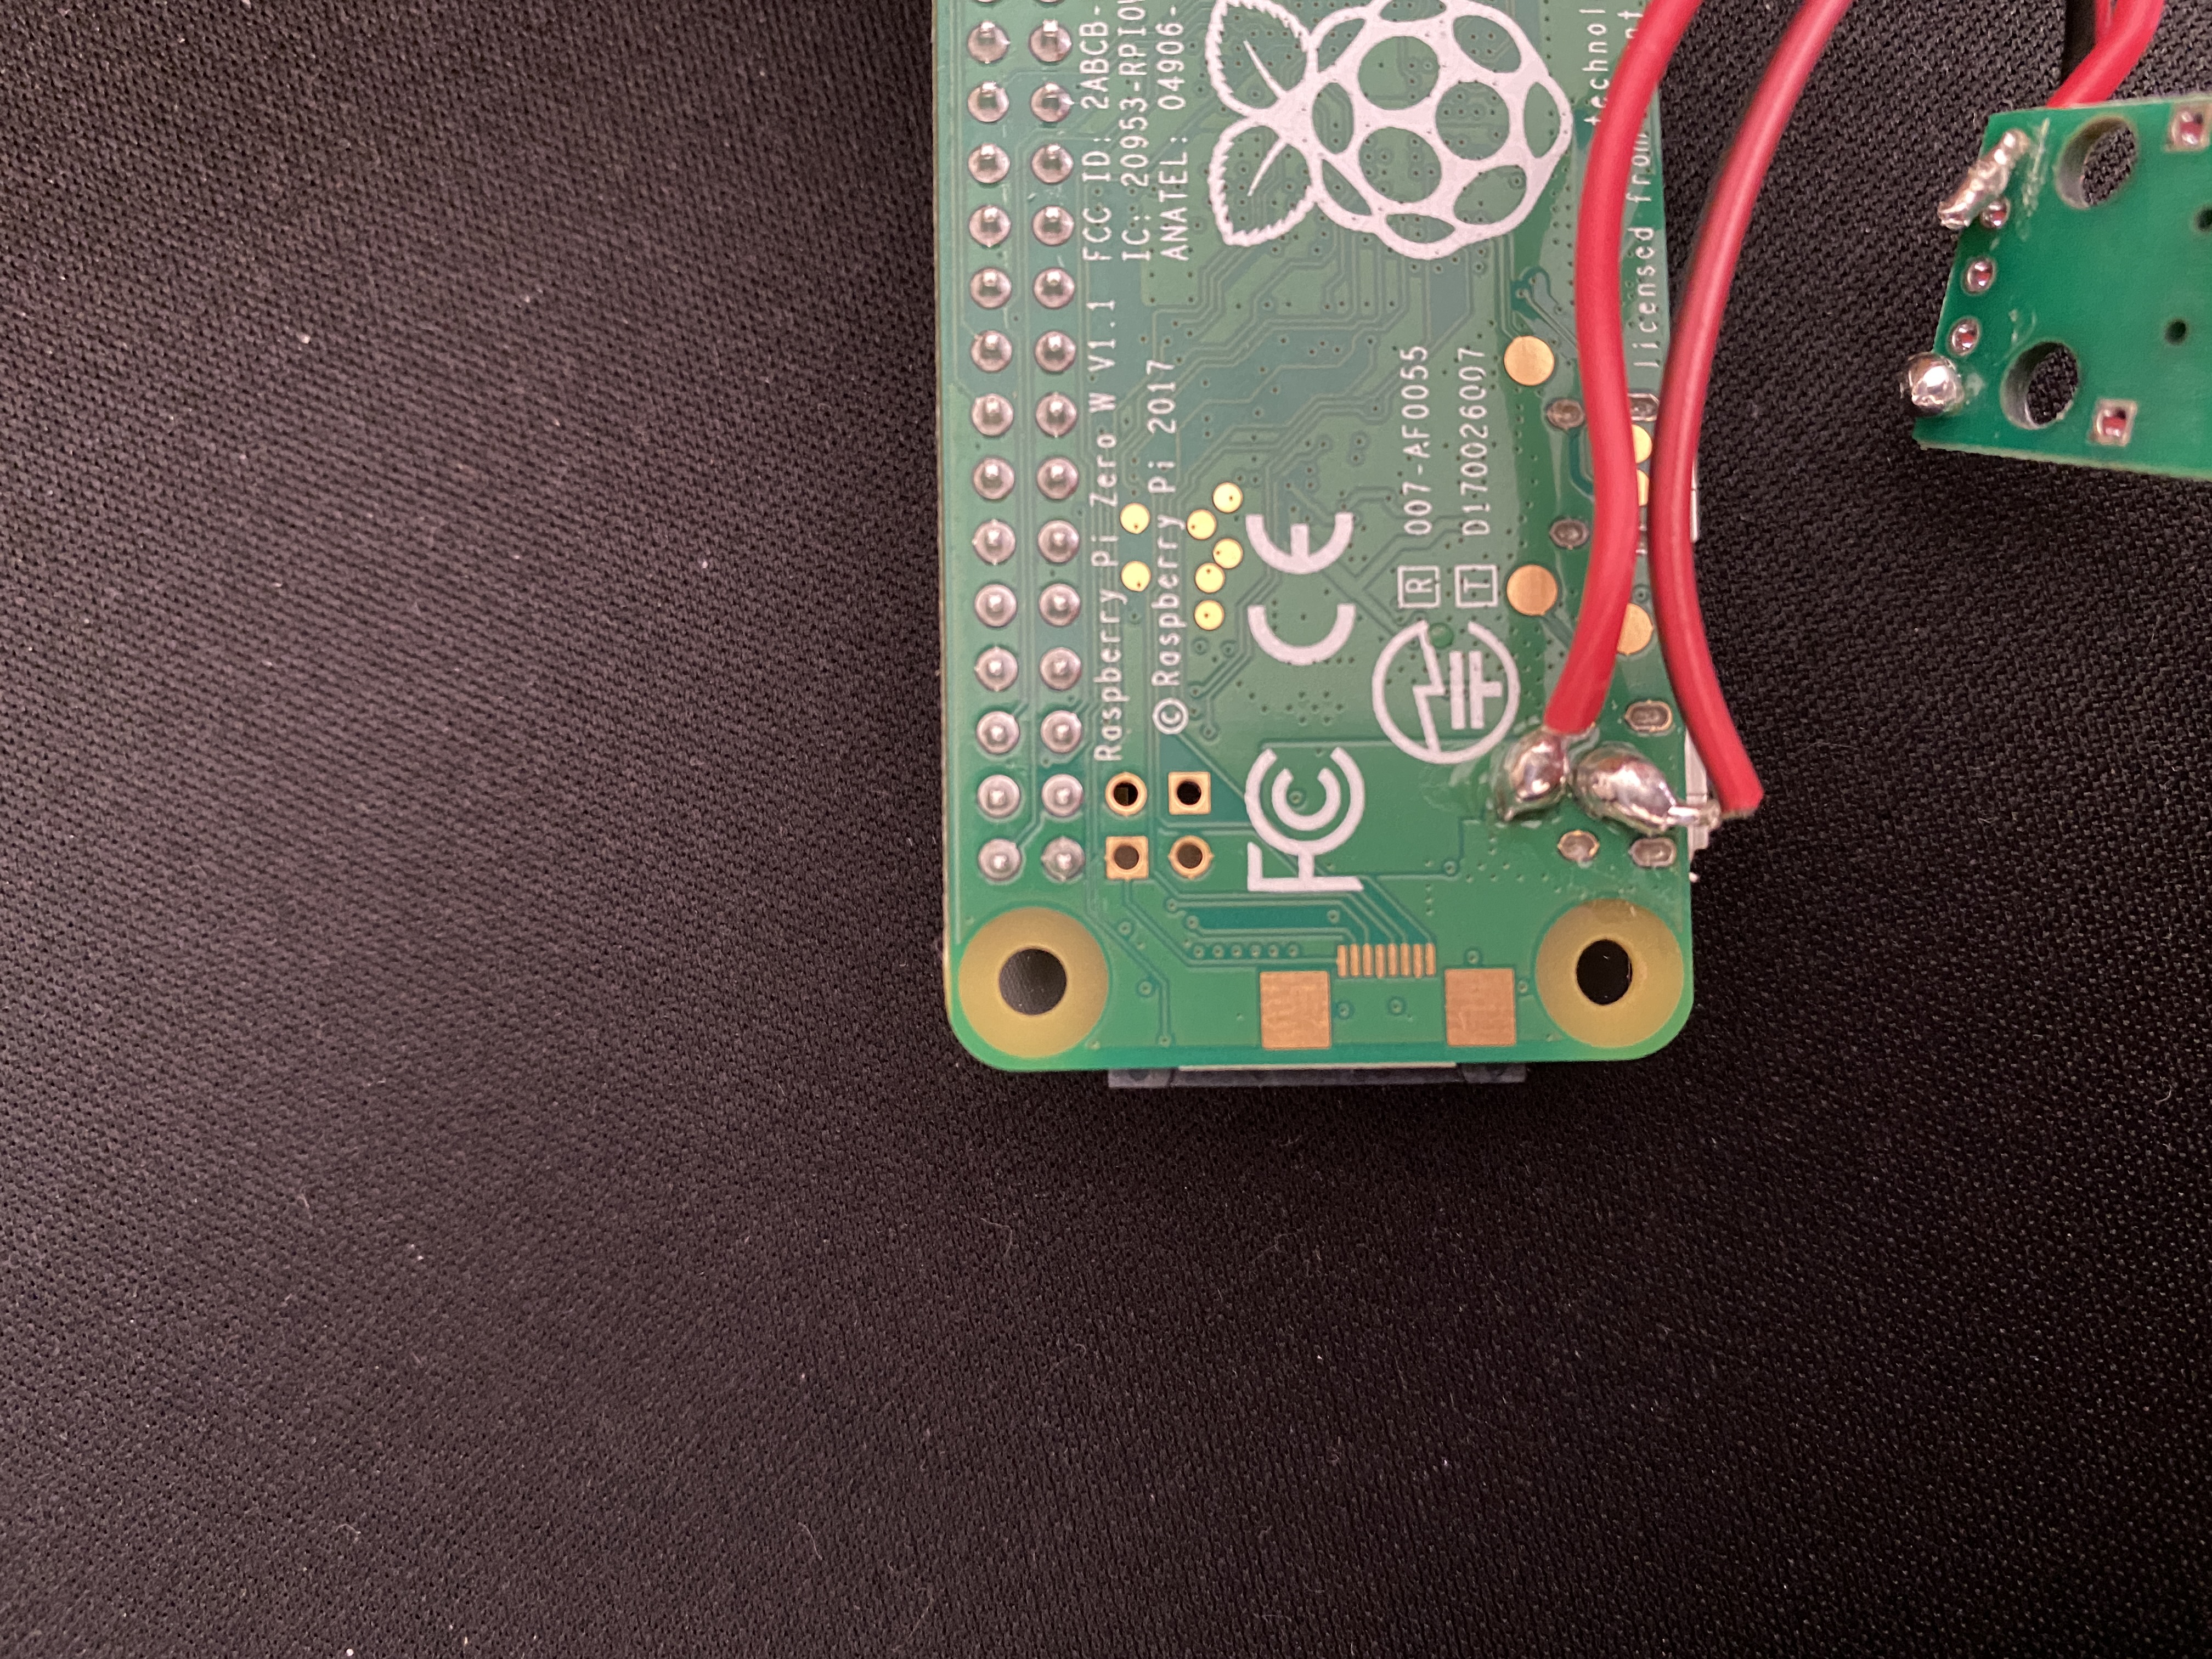 Raspberry Pi Zero W V1.1
© Raspberry Pi 2017
FCC ID: 2ABCB-
IC: 20953-RPI0
ANATEL: 04906-
FC CE
R 007-AF0055
T D170026007
technol
licensed from